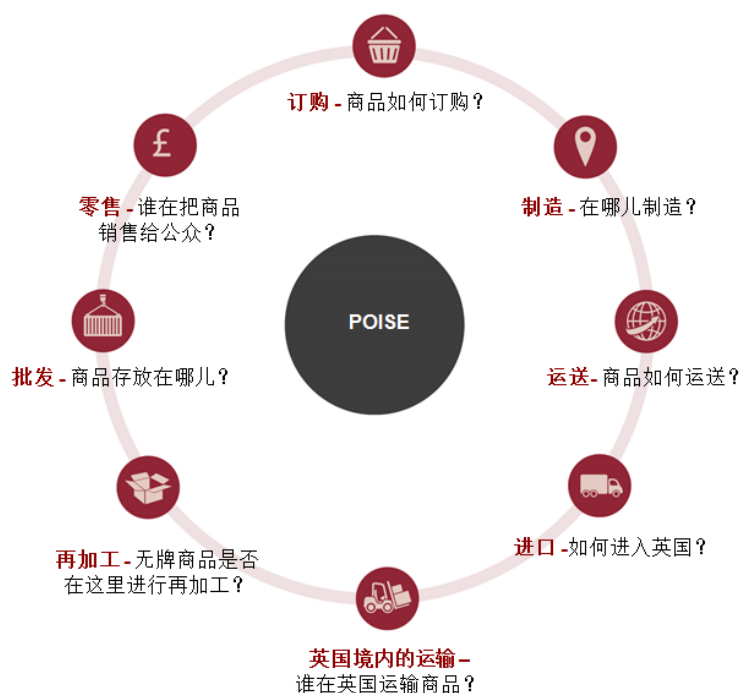 订购 - 商品如何订购？
£
零售 - 谁在把商品
销售给公众？
制造 - 在哪儿制造？
POISE
批发 - 商品存放在哪儿？
运送- 商品如何运送？
再加工 - 无牌商品是否
在这里进行再加工？
进口 -如何进入英国？
英国境内的运输 –
谁在英国运输商品？